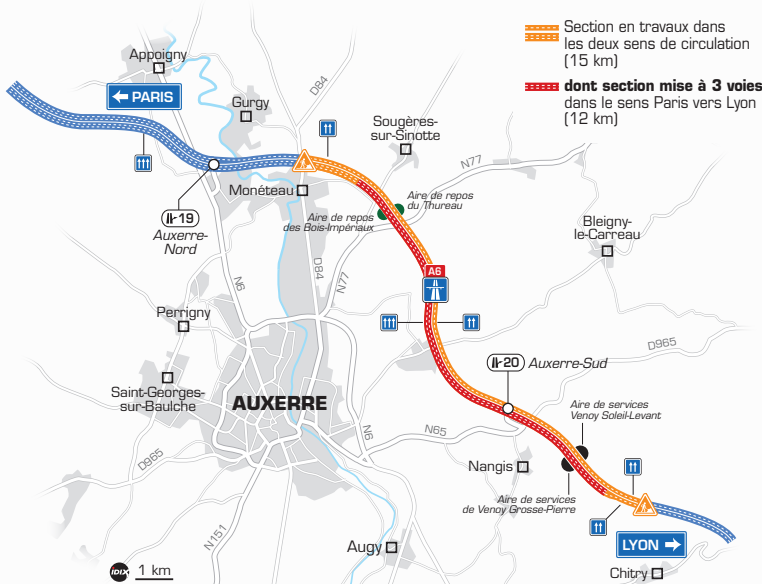 Section en travaux dans
les deux sens de circulation
(15 km)
dont section mise à 3 voies
dans le sens Paris vers Lyon
(12 km)
Appoigny
← PARIS
Gurgy
D84
Sougères-
sur-Sinotte
N77
Monéteau
Aire de repos
du Thureau
Aire de repos
des Bois-Impériaux
19
Auxerre-
Nord
Bleigny-
le-Carreau
D84
N77
N6
A6
Perrigny
D965
20 Auxerre-Sud
Saint-Georges-
sur-Baulche
AUXERRE
Aire de services
Venoy Soleil-Levant
N65
N6
D965
Nangis
Aire de services
de Venoy Grosse-Pierre
N151
Augy
LYON →
Chitry
IDIX 1 km